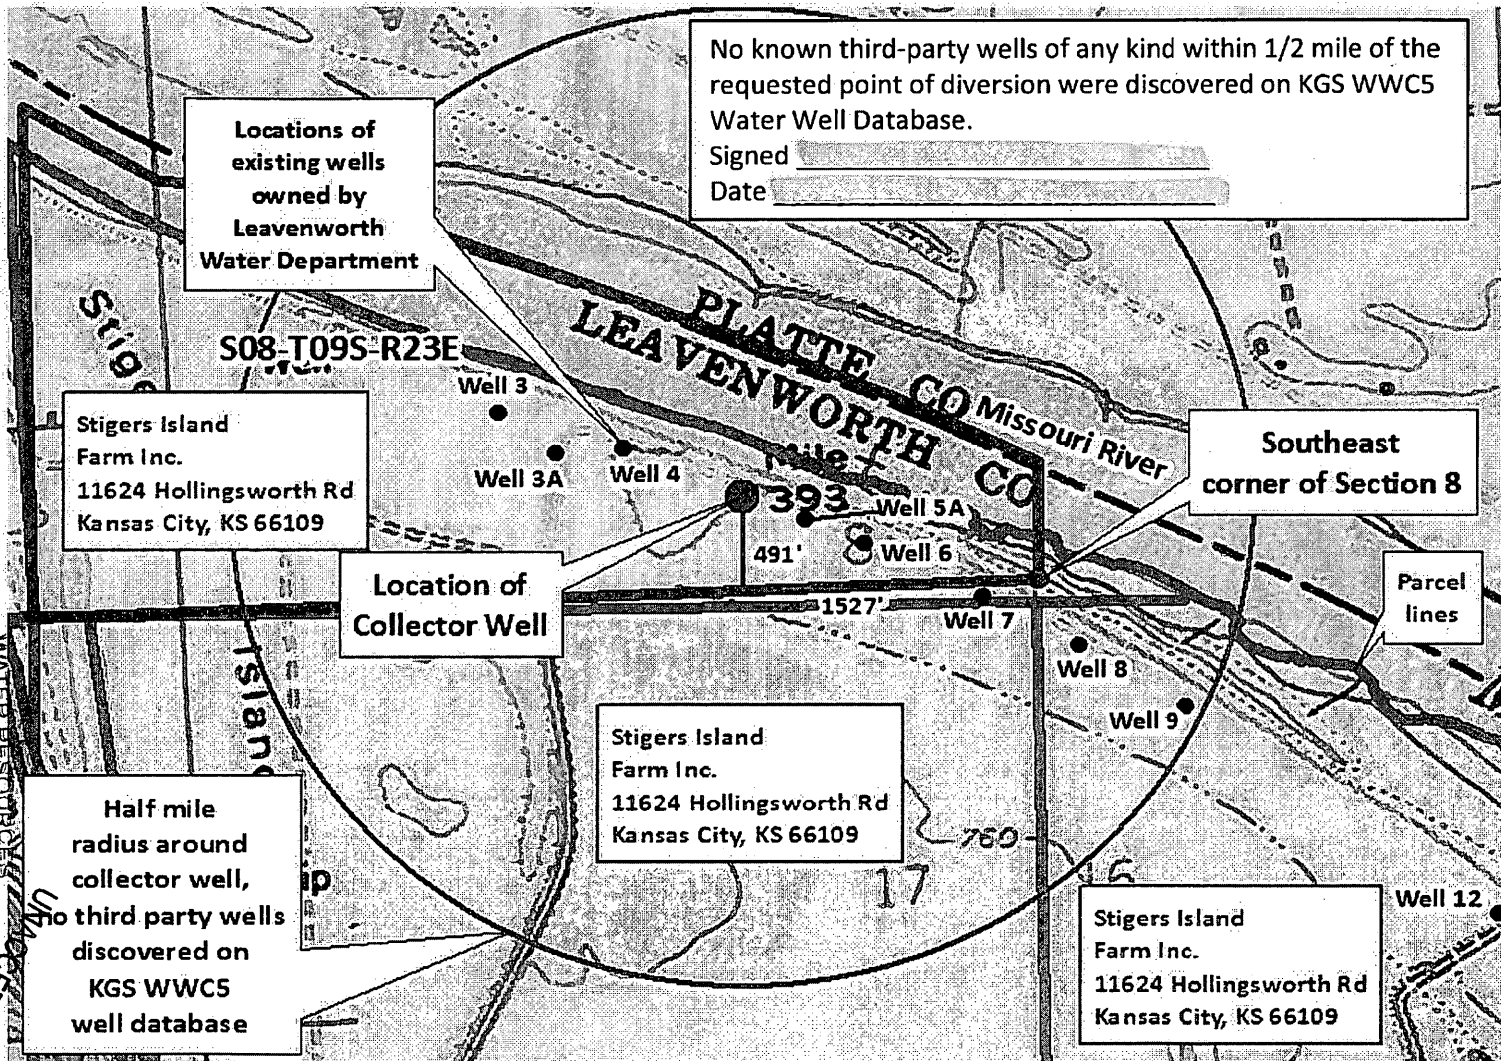 No known third-party wells of any kind within 1/2 mile of the
requested point of diversion were discovered on KGS WWC5
Water Well Database.
Signed
Date
Locations of
existing wells
owned by
Leavenworth
Water Department
PLATTE CO
LEAVENWORTH CO
Missouri River
S08-T09S-R23E
Well 3
Well 3A
Well 4
Mile
393
Well 5A
8
Well 6
Stigers Island
Farm Inc.
11624 Hollingsworth Rd
Kansas City, KS 66109
Southeast
corner of Section 8
491'
1527'
Location of
Collector Well
Well 7
Parcel
lines
Well 8
Well 9
Island
Stigers Island
Farm Inc.
11624 Hollingsworth Rd
Kansas City, KS 66109
760
17
Half mile
radius around
collector well,
no third party wells
discovered on
KGS WWC5
well database
Well 12
Stigers Island
Farm Inc.
11624 Hollingsworth Rd
Kansas City, KS 66109